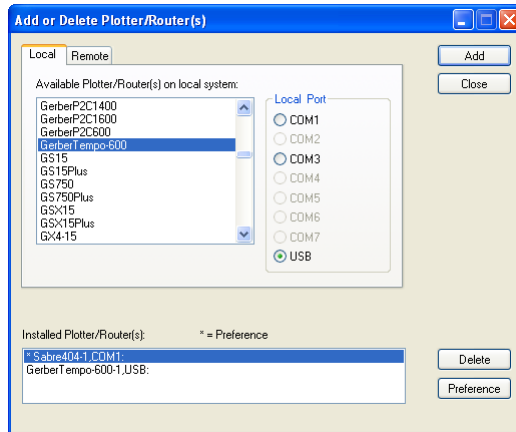 Add or Delete Plotter/Router(s)
Local Remote
Add
Close
Available Plotter/Router(s) on local system:
GerberP2C1400
GerberP2C1600
GerberP2C600
GerberTempo-600
GS15
GS15Plus
GS750
GS750Plus
GSX15
GSX15Plus
GX4-15
Local Port
COM1
COM2
COM3
COM4
COM5
COM6
COM7
USB
Installed Plotter/Router(s): * = Preference
* Sabre404-1,COM1:
GerberTempo-600-1,USB:
Delete
Preference